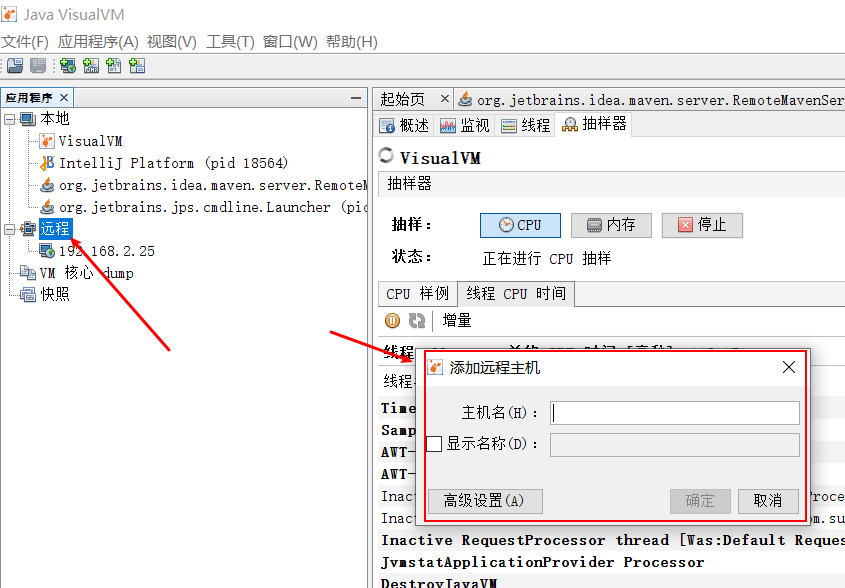 Java VisualVM
文件(F) 应用程序(A) 视图(V) 工具(T) 窗口(W) 帮助(H)
应用程序
本地
VisualVM
IntelliJ Platform (pid 18564)
org.jetbrains.idea.maven.server.RemoteM
org.jetbrains.jps.cmdline.Launcher (pid
远程
192.168.2.25
VM 核心 dump
快照
起始页
org.jetbrains.idea.maven.server.RemoteMavenSer
概述 监视 线程 抽样器
VisualVM
抽样器
抽样： CPU 内存 停止
状态： 正在进行 CPU 抽样
CPU 样例 线程 CPU 时间
增量
线程
线程
添加远程主机
主机名(H)：
显示名称(D)：
高级设置(A) 确定 取消
Time
Samp
AWT-
AWT-
Inac
Inac
Inactive RequestProcessor thread [Was:Default Reques
JvmstatApplicationProvider Processor
DestroyJavaVM